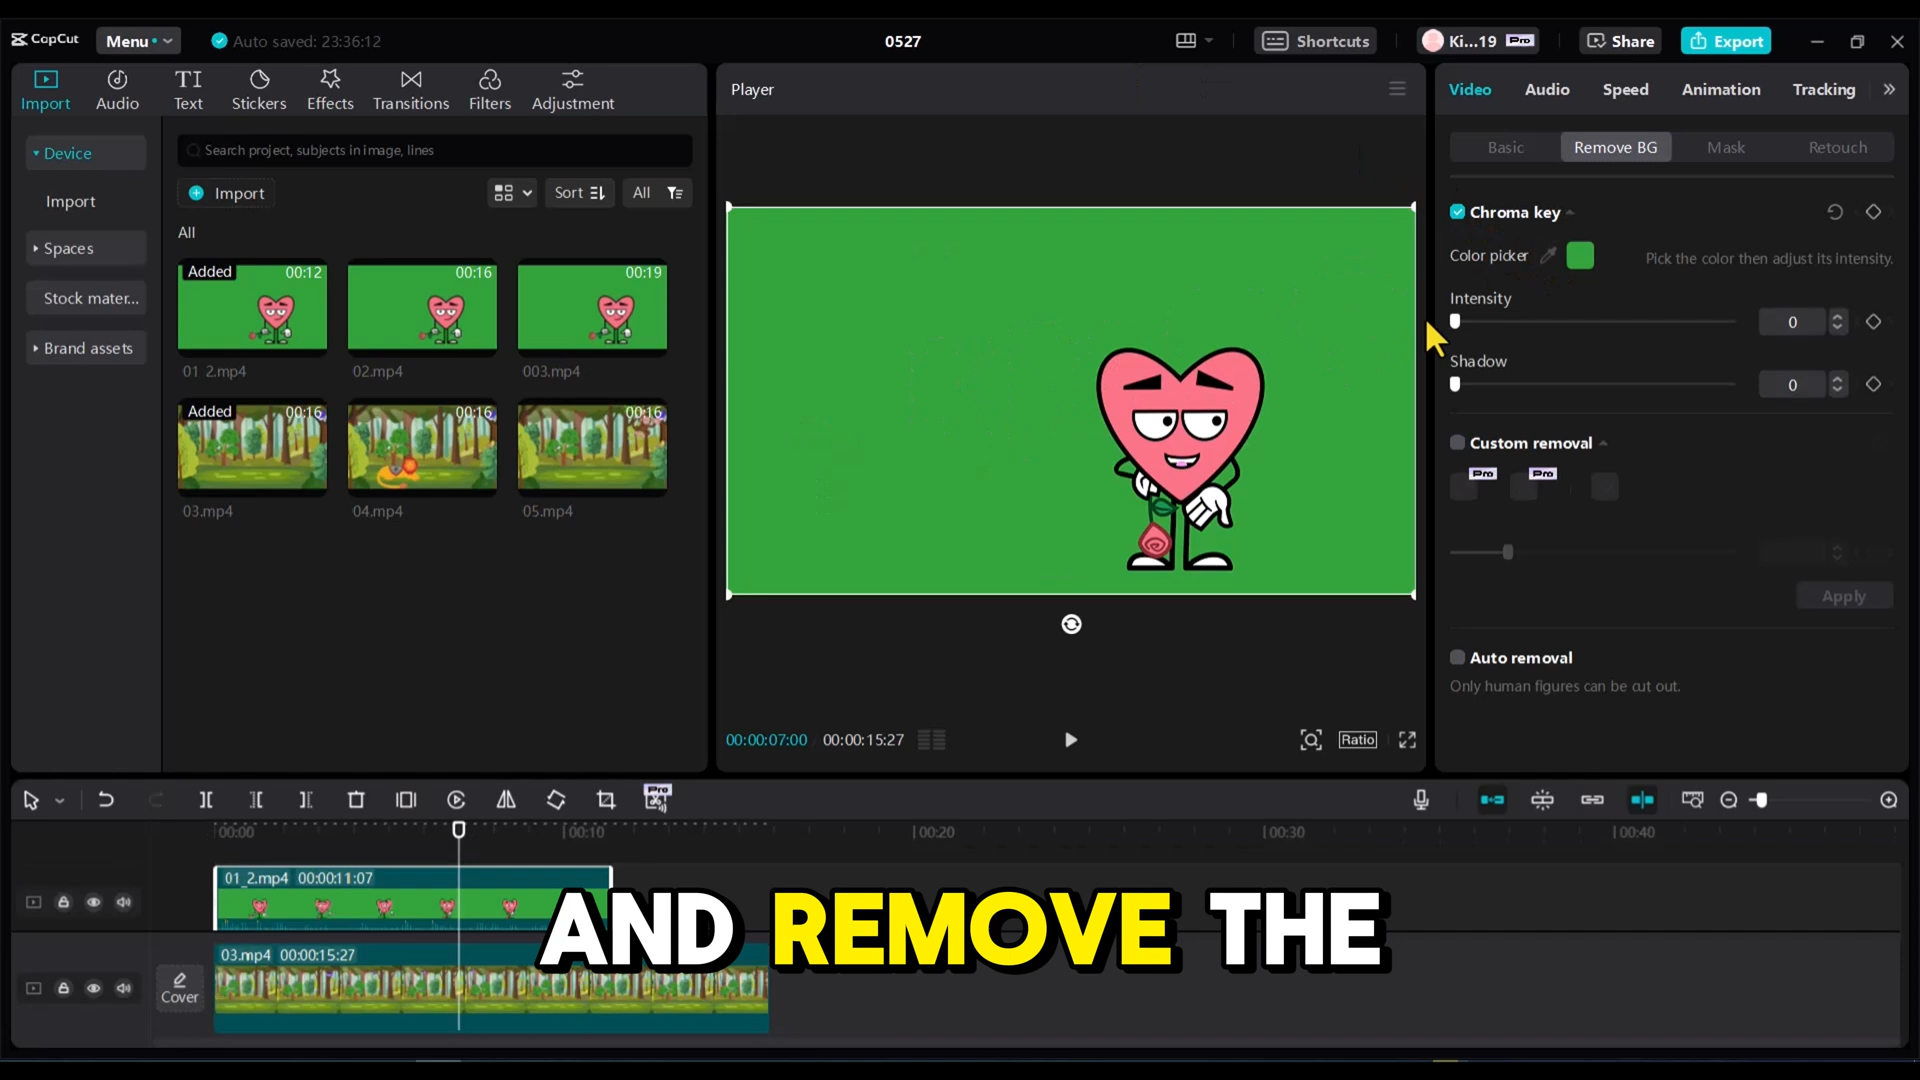 CapCut
Menu
Auto saved: 23:36:12
0527
Shortcuts
Ki...19 Pro
Share
Export
Import
Audio
Text
Stickers
Effects
Transitions
Filters
Adjustment
Device
Import
Spaces
Stock mater...
Brand assets
Search project, subjects in image, lines
Import
Sort
All
All
Added 00:12
00:16
00:19
01 2.mp4
02.mp4
003.mp4
Added 00:16
00:16
00:16
03.mp4
04.mp4
05.mp4
Player
00:00:07:00 00:00:15:27
Ratio
Video
Audio
Speed
Animation
Tracking
Basic
Remove BG
Mask
Retouch
Chroma key
Color picker
Pick the color then adjust its intensity.
Intensity
0
Shadow
0
Custom removal
Pro
Pro
Apply
Auto removal
Only human figures can be cut out.
Pro
00:00
00:10
00:20
00:30
00:40
01_2.mp4 00:00:11:07
03.mp4 00:00:15:27
Cover
AND REMOVE THE